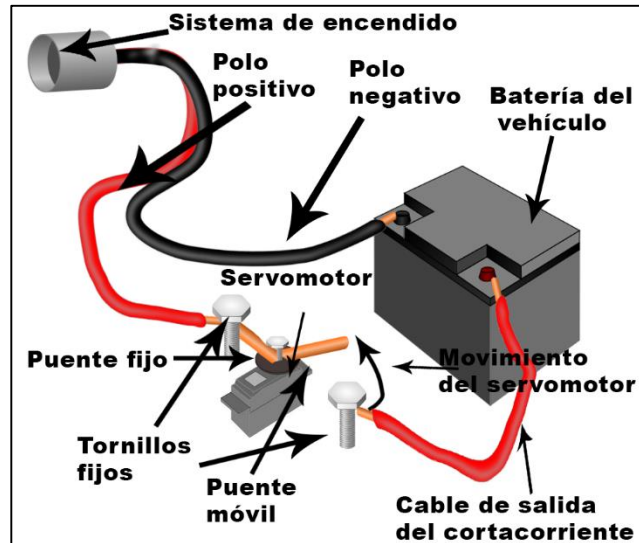 Sistema de encendido
Polo
positivo
Polo
negativo
Batería del
vehículo
Servomotor
Puente fijo
Movimiento
del servomotor
Tornillos
fijos
Puente
móvil
Cable de salida
del cortacorriente